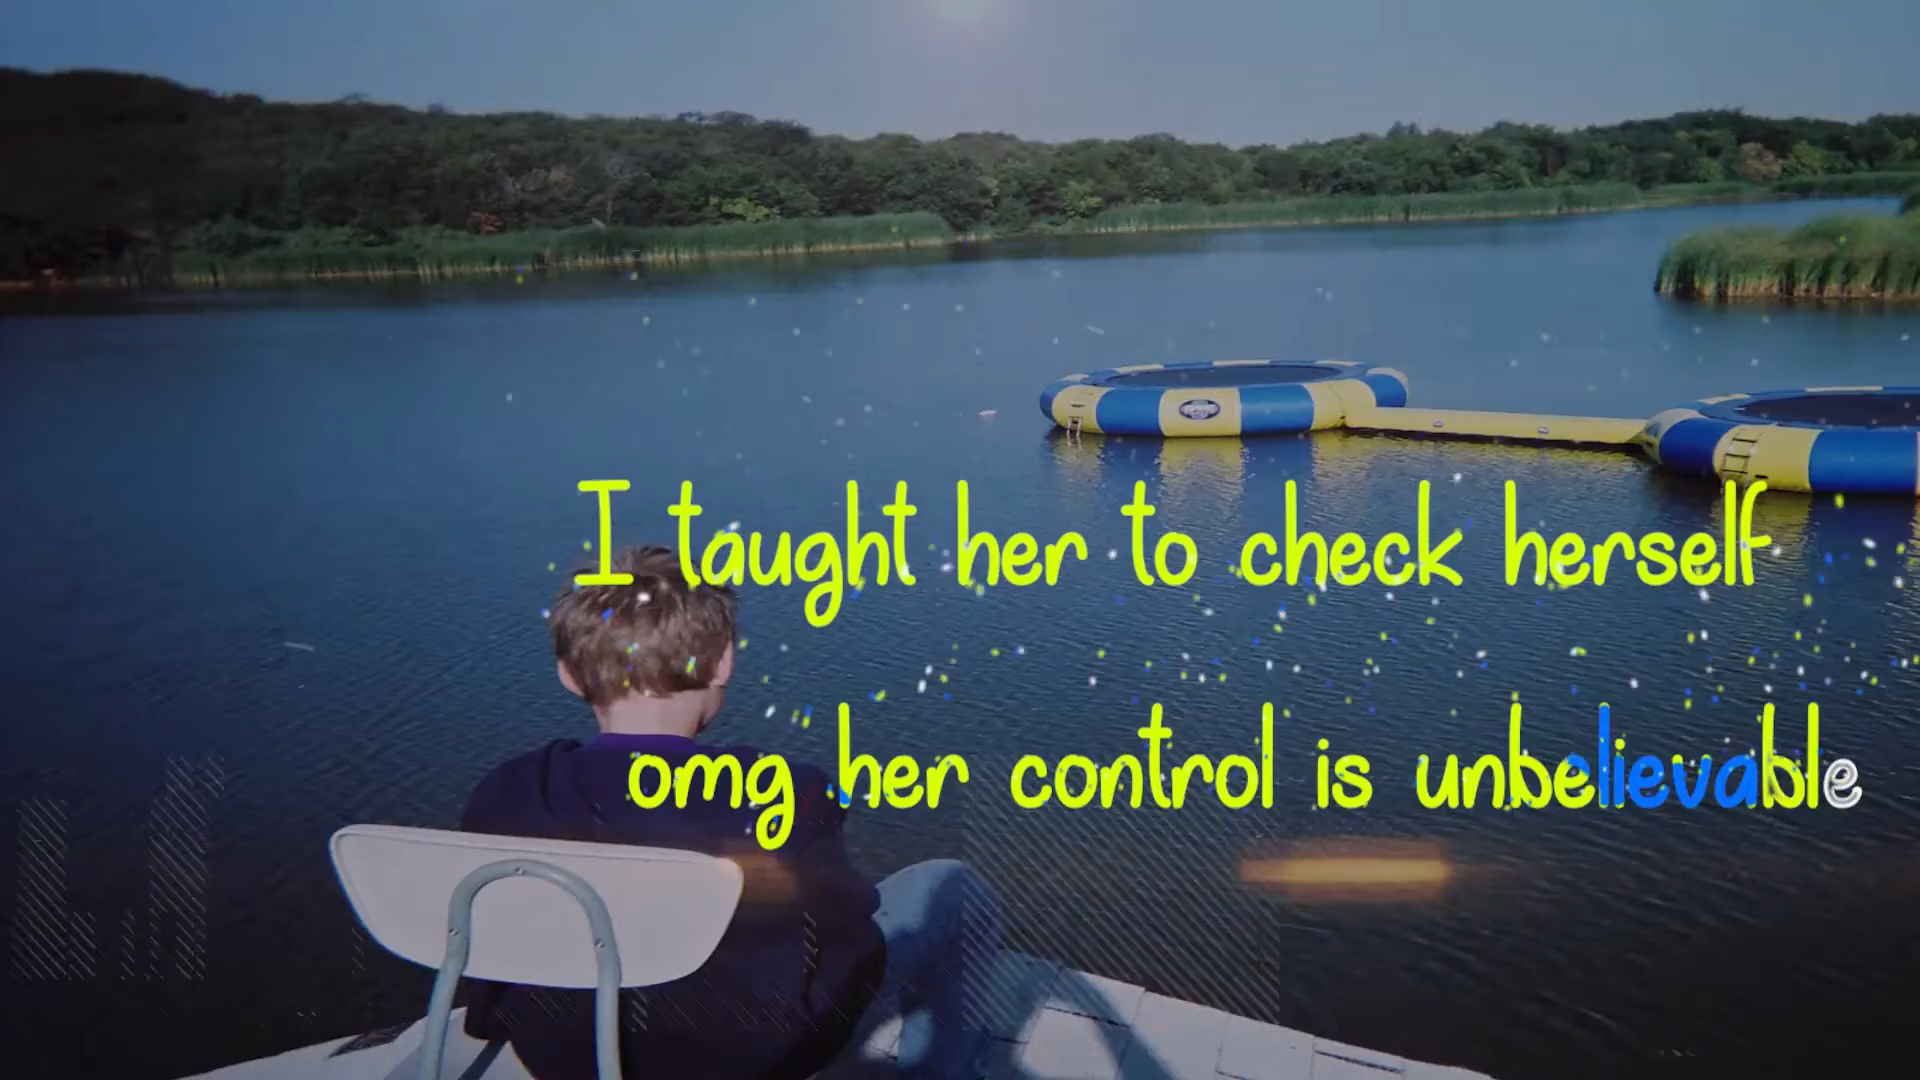 I taught her to check herself
omg her control is unbelievable